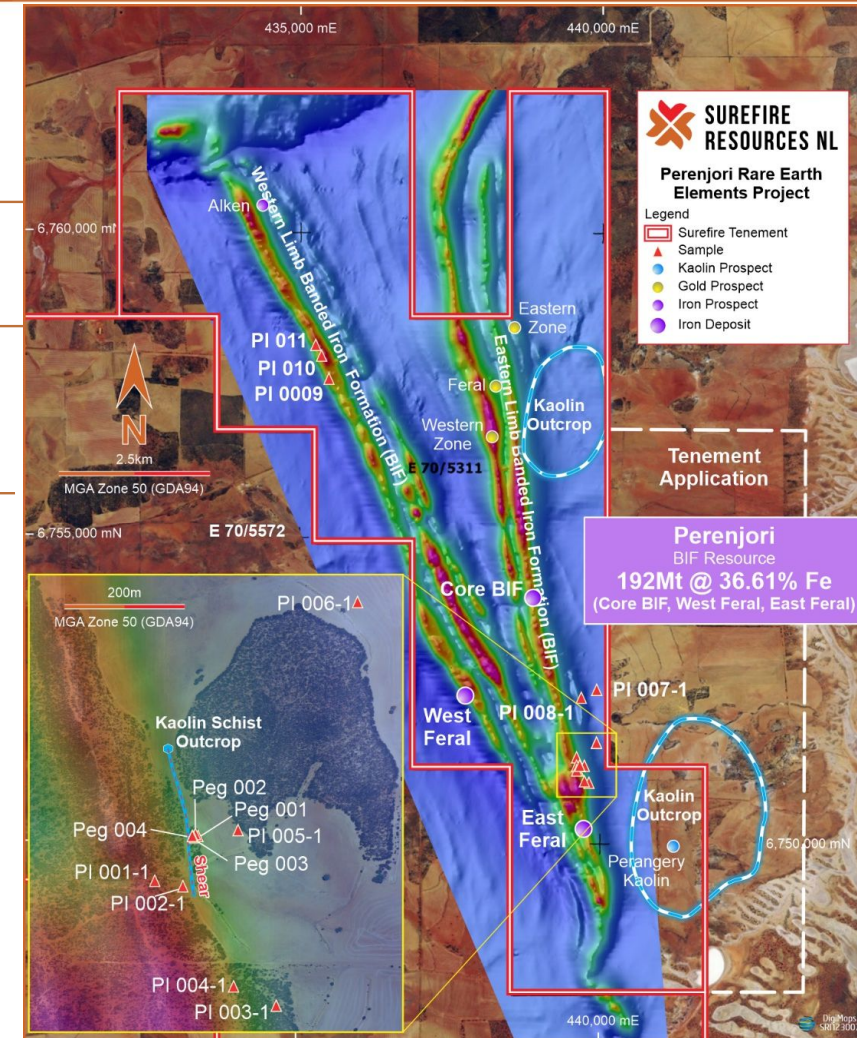 435,000 mE
440,000 mE
SUREFIRE
RESOURCES NL
Perenjori Rare Earth
Elements Project
Legend
Surefire Tenement
Sample
Kaolin Prospect
Gold Prospect
Iron Prospect
Iron Deposit
Alken
6,760,000 mN
Western Limb Banded Iron Formation (BIF)
Eastern
Zone
PI 011
PI 010
PI 0009
Feral
Eastern Limb Banded Iron Formation (BIF)
Kaolin
Outcrop
Western
Zone
N
2.5km
MGA Zone 50 (GDA94)
E 70/5311
Tenement
Application
6,755,000 mN
E 70/5572
Perenjori
BIF Resource
192Mt @ 36.61% Fe
(Core BIF, West Feral, East Feral)
Core BIF
200m
MGA Zone 50 (GDA94)
PI 006-1
PI 007-1
PI 008-1
West
Feral
Kaolin Schist
Outcrop
Peg 002
Peg 001
Peg 004
PI 005-1
Peg 003
Shear
PI 001-1
PI 002-1
PI 004-1
PI 003-1
East
Feral
Kaolin
Outcrop
6,750,000 mN
Perangery
Kaolin
440,000 mE
DigiMaps